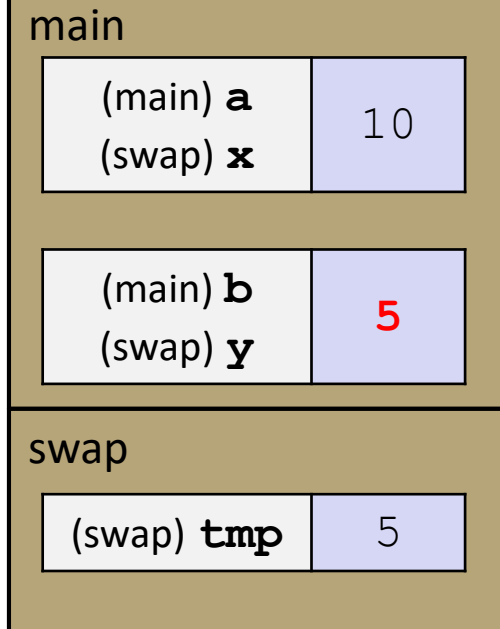 main
(main) a
(swap) x
10
(main) b
(swap) y
5
swap
(swap) tmp
5